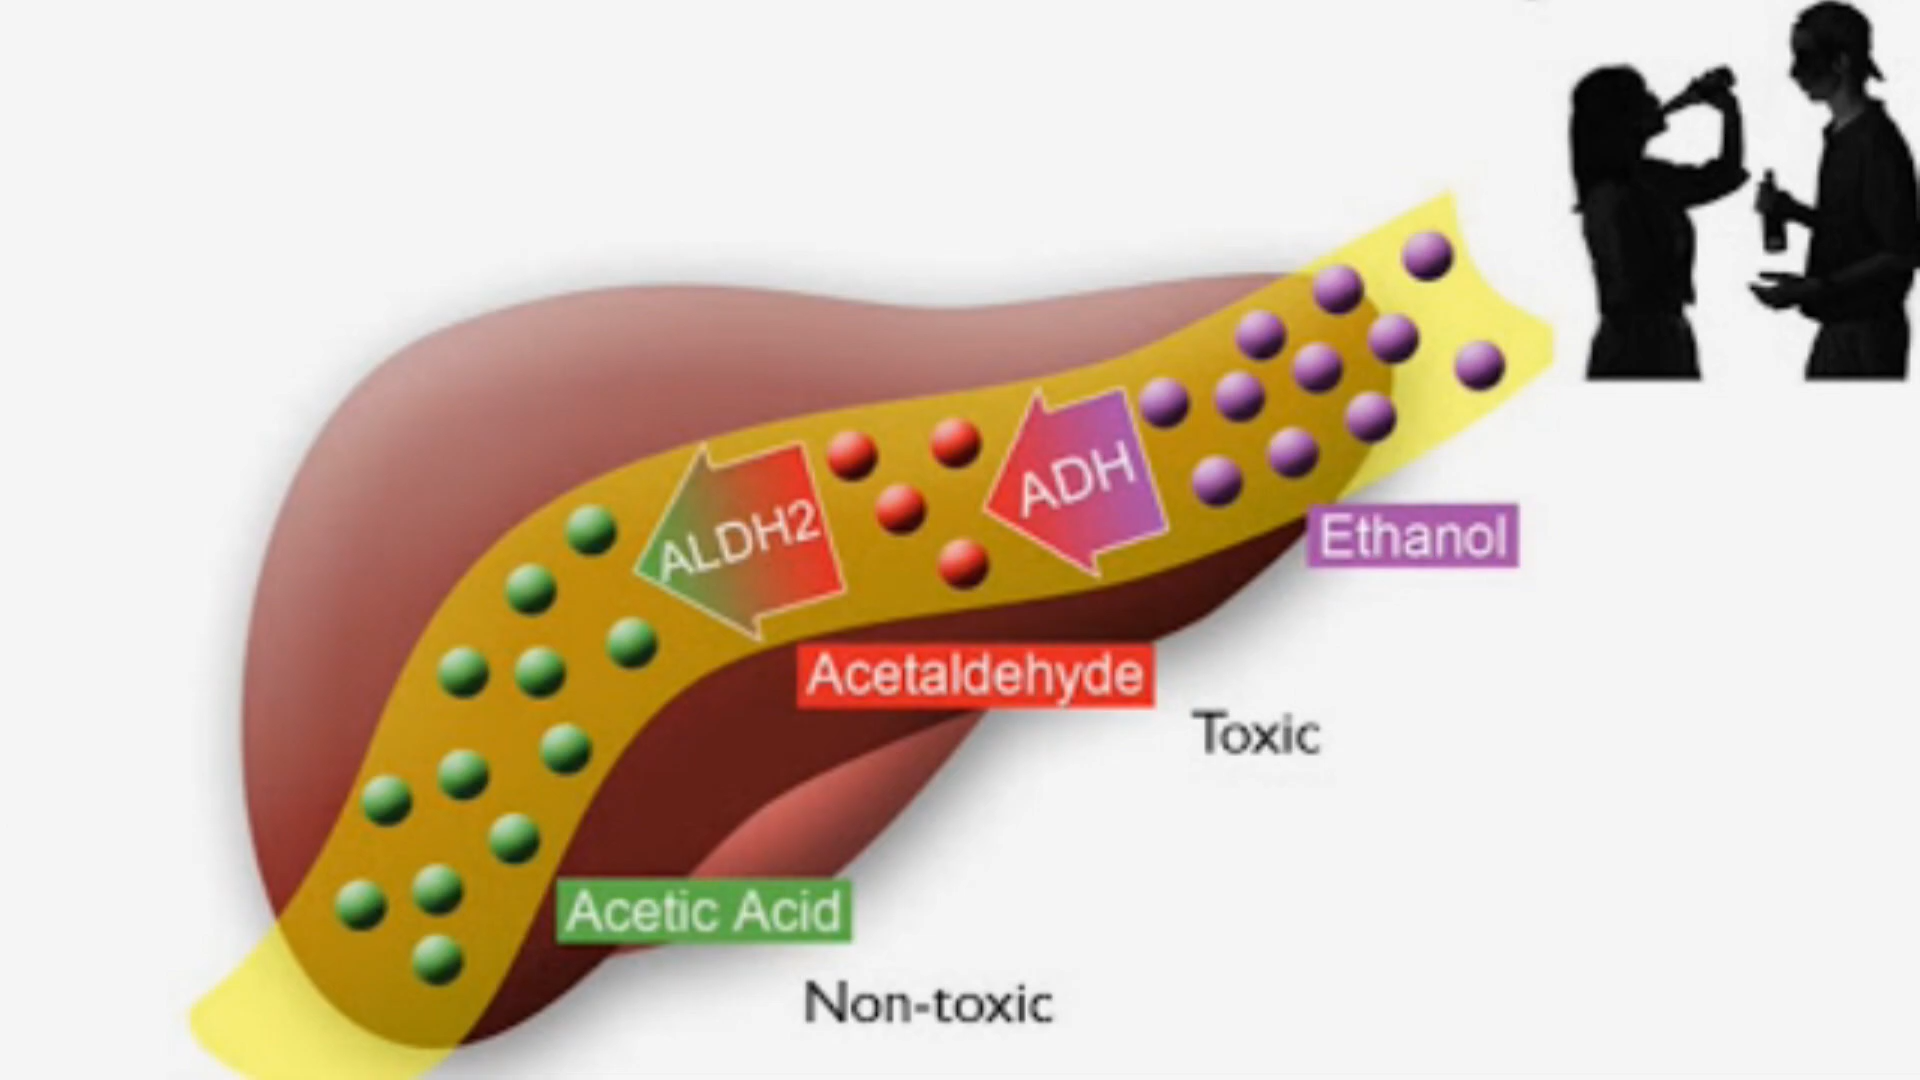 ADH
ALDH2
Ethanol
Acetaldehyde
Toxic
Acetic Acid
Non-toxic